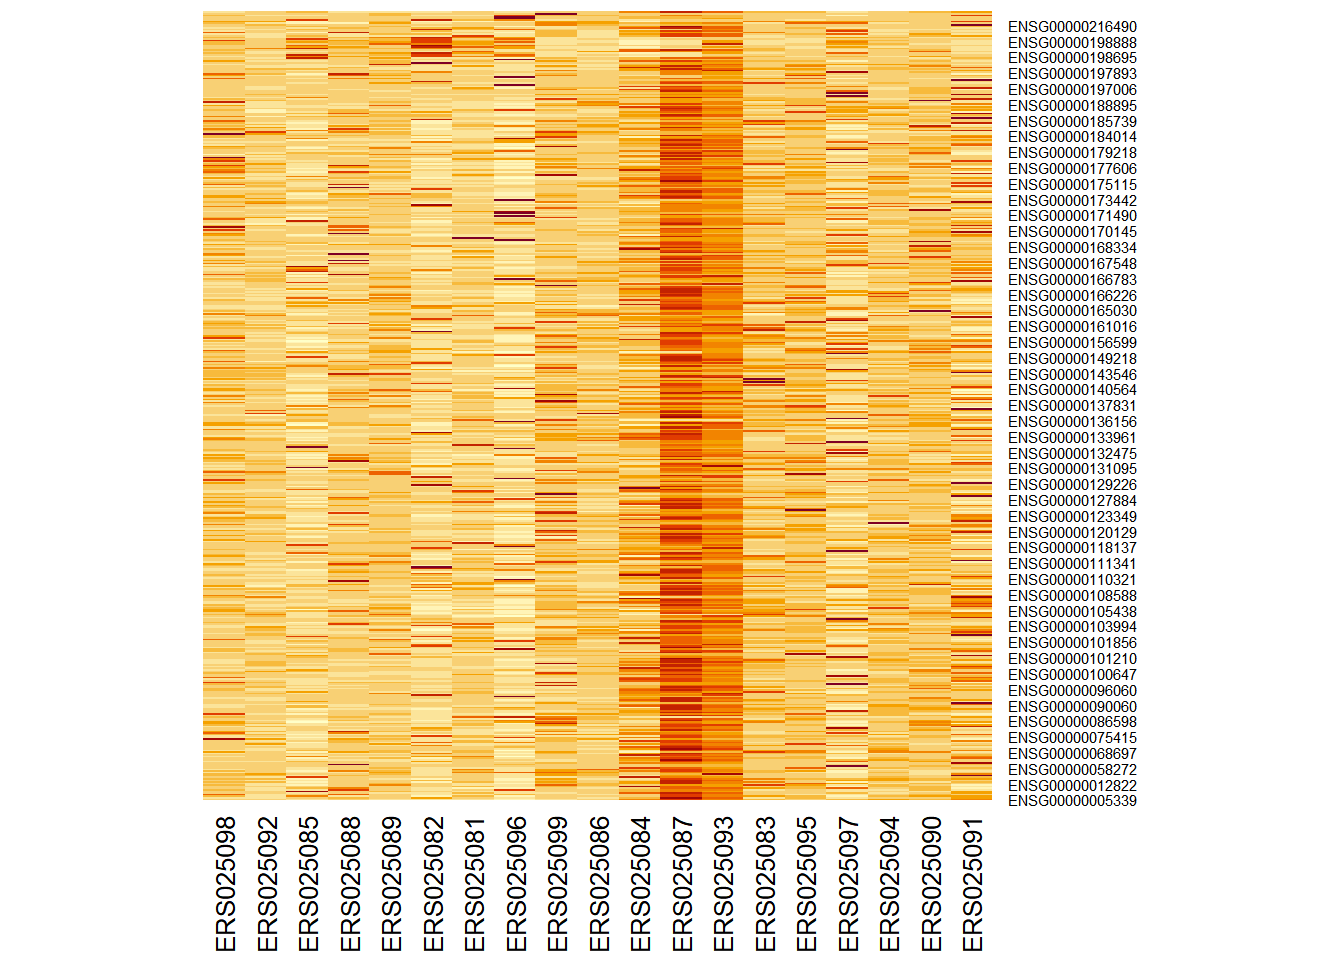 ENSG00000216490
ENSG00000198888
ENSG00000198695
ENSG00000197893
ENSG00000197006
ENSG00000188895
ENSG00000185739
ENSG00000184014
ENSG00000179218
ENSG00000177606
ENSG00000175115
ENSG00000173442
ENSG00000171490
ENSG00000170145
ENSG00000168334
ENSG00000167548
ENSG00000166783
ENSG00000166226
ENSG00000165030
ENSG00000161016
ENSG00000156599
ENSG00000149218
ENSG00000143546
ENSG00000140564
ENSG00000137831
ENSG00000136156
ENSG00000133961
ENSG00000132475
ENSG00000131095
ENSG00000129226
ENSG00000127884
ENSG00000123349
ENSG00000120129
ENSG00000118137
ENSG00000111341
ENSG00000110321
ENSG00000108588
ENSG00000105438
ENSG00000103994
ENSG00000101856
ENSG00000101210
ENSG00000100647
ENSG00000096060
ENSG00000090060
ENSG00000086598
ENSG00000075415
ENSG00000068697
ENSG00000058272
ENSG00000012822
ENSG00000005339
ERS025098
ERS025092
ERS025085
ERS025088
ERS025089
ERS025082
ERS025081
ERS025096
ERS025099
ERS025086
ERS025084
ERS025087
ERS025093
ERS025083
ERS025095
ERS025097
ERS025094
ERS025090
ERS025091